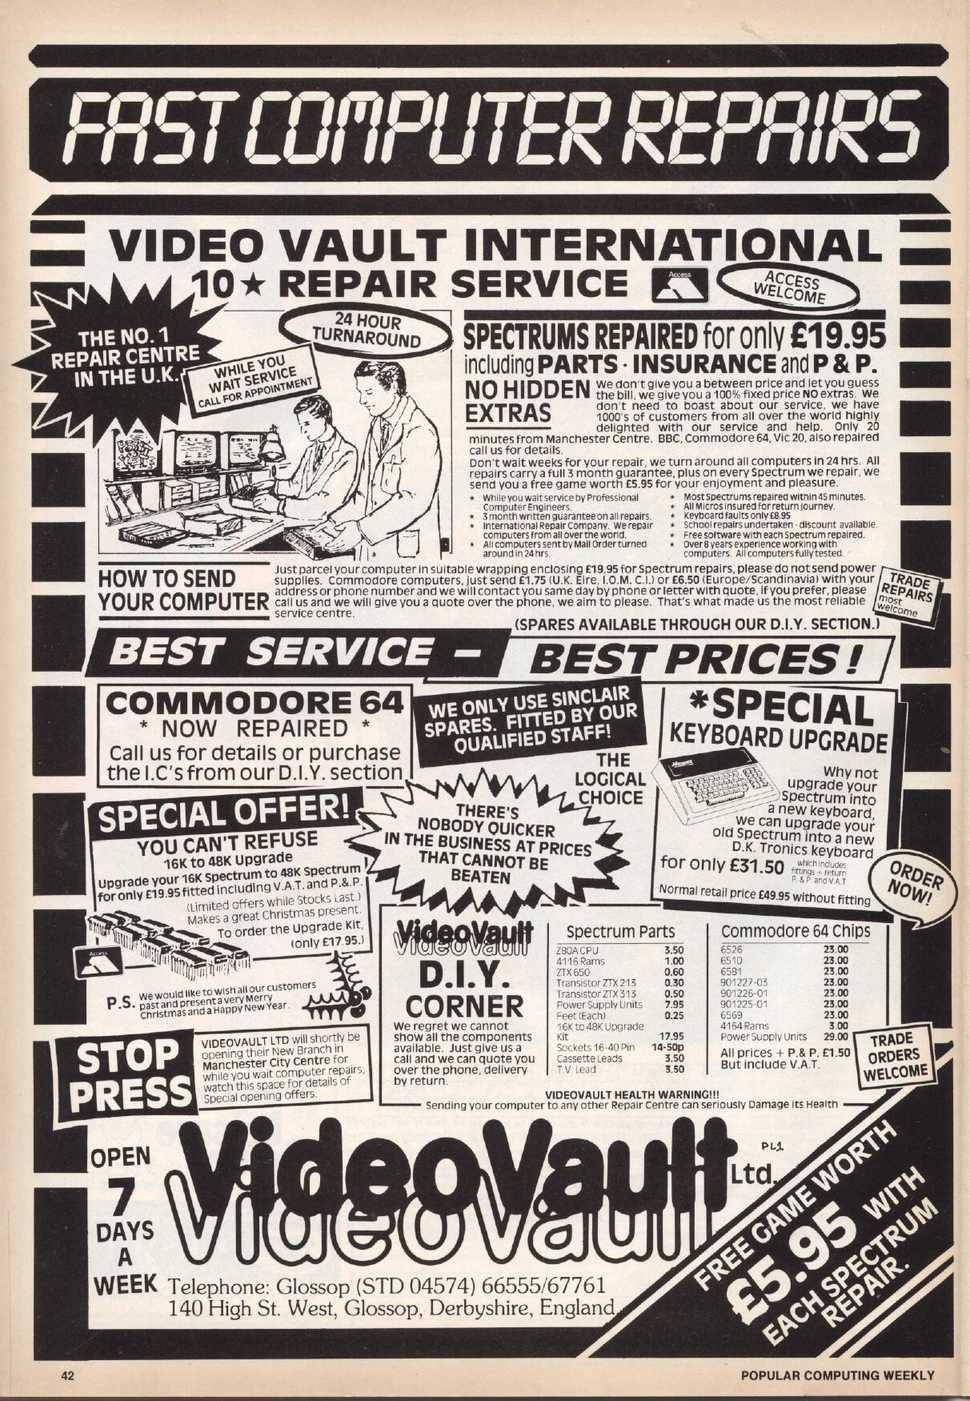 FAST COMPUTER REPAIRS
VIDEO VAULT INTERNATIONAL
10★ REPAIR SERVICE
Access
ACCESS
WELCOME
THE NO. 1
REPAIR CENTRE
IN THE U.K.
WHILE YOU
WAIT SERVICE
CALL FOR APPOINTMENT
24 HOUR
TURNAROUND
SPECTRUMS REPAIRED for only £19.95
including PARTS · INSURANCE and P & P.
NO HIDDEN
EXTRAS
We don't give you a between price and let you guess
the bill, we give you a 100% fixed price NO extras. We
don't need to boast about our service, we have
1000's of customers from all over the world highly
delighted with our service and help. Only 20
minutes from Manchester Centre. BBC, Commodore 64, Vic 20, also repaired
call us for details.
Don't wait weeks for your repair, we turn around all computers in 24 hrs. All
repairs carry a full 3 month guarantee, plus on every Spectrum we repair, we
send you a free game worth £5.95 for your enjoyment and pleasure.
* While you wait service by Professional
Computer Engineers.
* 3 month written guarantee on all repairs.
* International Repair Company. We repair
computers from all over the world.
* All computers sent by Mail Order turned
around in 24 hrs.
* Most Spectrums repaired within 45 minutes.
* All Micros insured for return journey.
* Keyboard faults only £8.95
* School repairs undertaken - discount available.
* Free software with each Spectrum repaired.
* Over 8 years experience working with
computers. All computers fully tested.
HOW TO SEND
YOUR COMPUTER
Just parcel your computer in suitable wrapping enclosing £19.95 for Spectrum repairs, please do not send power
supplies. Commodore computers, just send £1.75 (U.K. Eire, I.O.M. C.I.) or £6.50 (Europe/Scandinavia) with your
address or phone number and we will contact you same day by phone or letter with quote, if you prefer, please
call us and we will give you a quote over the phone, we aim to please. That's what made us the most reliable
service centre.
TRADE
REPAIRS
most
welcome
(SPARES AVAILABLE THROUGH OUR D.I.Y. SECTION.)
BEST SERVICE – BEST PRICES!
COMMODORE 64
* NOW REPAIRED *
Call us for details or purchase
the I.C's from our D.I.Y. section
WE ONLY USE SINCLAIR
SPARES. FITTED BY OUR
QUALIFIED STAFF!
THE
LOGICAL
CHOICE
THERE'S
NOBODY QUICKER
IN THE BUSINESS AT PRICES
THAT CANNOT BE
BEATEN
*SPECIAL
KEYBOARD UPGRADE
Why not
upgrade your
Spectrum into
a new keyboard,
we can upgrade your
old Spectrum into a new
D.K. Tronics keyboard
for only £31.50
which includes
fittings + return
P. & P. and V.A.T
Normal retail price £49.95 without fitting
ORDER
NOW!
SPECIAL OFFER!
YOU CAN'T REFUSE
16K to 48K Upgrade
Upgrade your 16K Spectrum to 48K Spectrum
for only £19.95 fitted including V.A.T. and P.&.P.
(Limited offers while Stocks Last.)
Makes a great Christmas present.
To order the Upgrade Kit,
(only £17.95.)
Access
P.S. We would like to wish all our customers
past and present a very Merry
Christmas and a Happy New Year.
VideoVault
VideoVault
D.I.Y.
CORNER
We regret we cannot
show all the components
available. Just give us a
call and we can quote you
over the phone, delivery
by return.
Spectrum Parts
Z80A CPU 3.50
4116 Rams 1.00
ZTX 650 0.60
Transistor ZTX 213 0.30
Transistor ZTX 313 0.50
Power Supply Units 7.95
Feet (Each) 0.25
16K to 48K Upgrade
Kit 17.95
Sockets 16-40 Pin 14-50p
Cassette Leads 3.50
T.V. Lead 3.50
Commodore 64 Chips
6526 23.00
6510 23.00
6581 23.00
901227-03 23.00
901226-01 23.00
901225-01 23.00
6569 23.00
4164 Rams 3.00
Power Supply Units 29.00
All prices + P.& P. £1.50
But include V.A.T.
TRADE
ORDERS
WELCOME
STOP
PRESS
VIDEOVAULT LTD will shortly be
opening their New Branch in
Manchester City Centre for
while you wait computer repairs,
watch this space for details of
Special opening offers.
VIDEOVAULT HEALTH WARNING!!!
Sending your computer to any other Repair Centre can seriously Damage its Health
OPEN
7
DAYS
A
WEEK
VideoVault Ltd.
VideoVault
PL1
Telephone: Glossop (STD 04574) 66555/67761
140 High St. West, Glossop, Derbyshire, England.
FREE GAME WORTH
£5.95 WITH
EACH SPECTRUM
REPAIR.
42
POPULAR COMPUTING WEEKLY